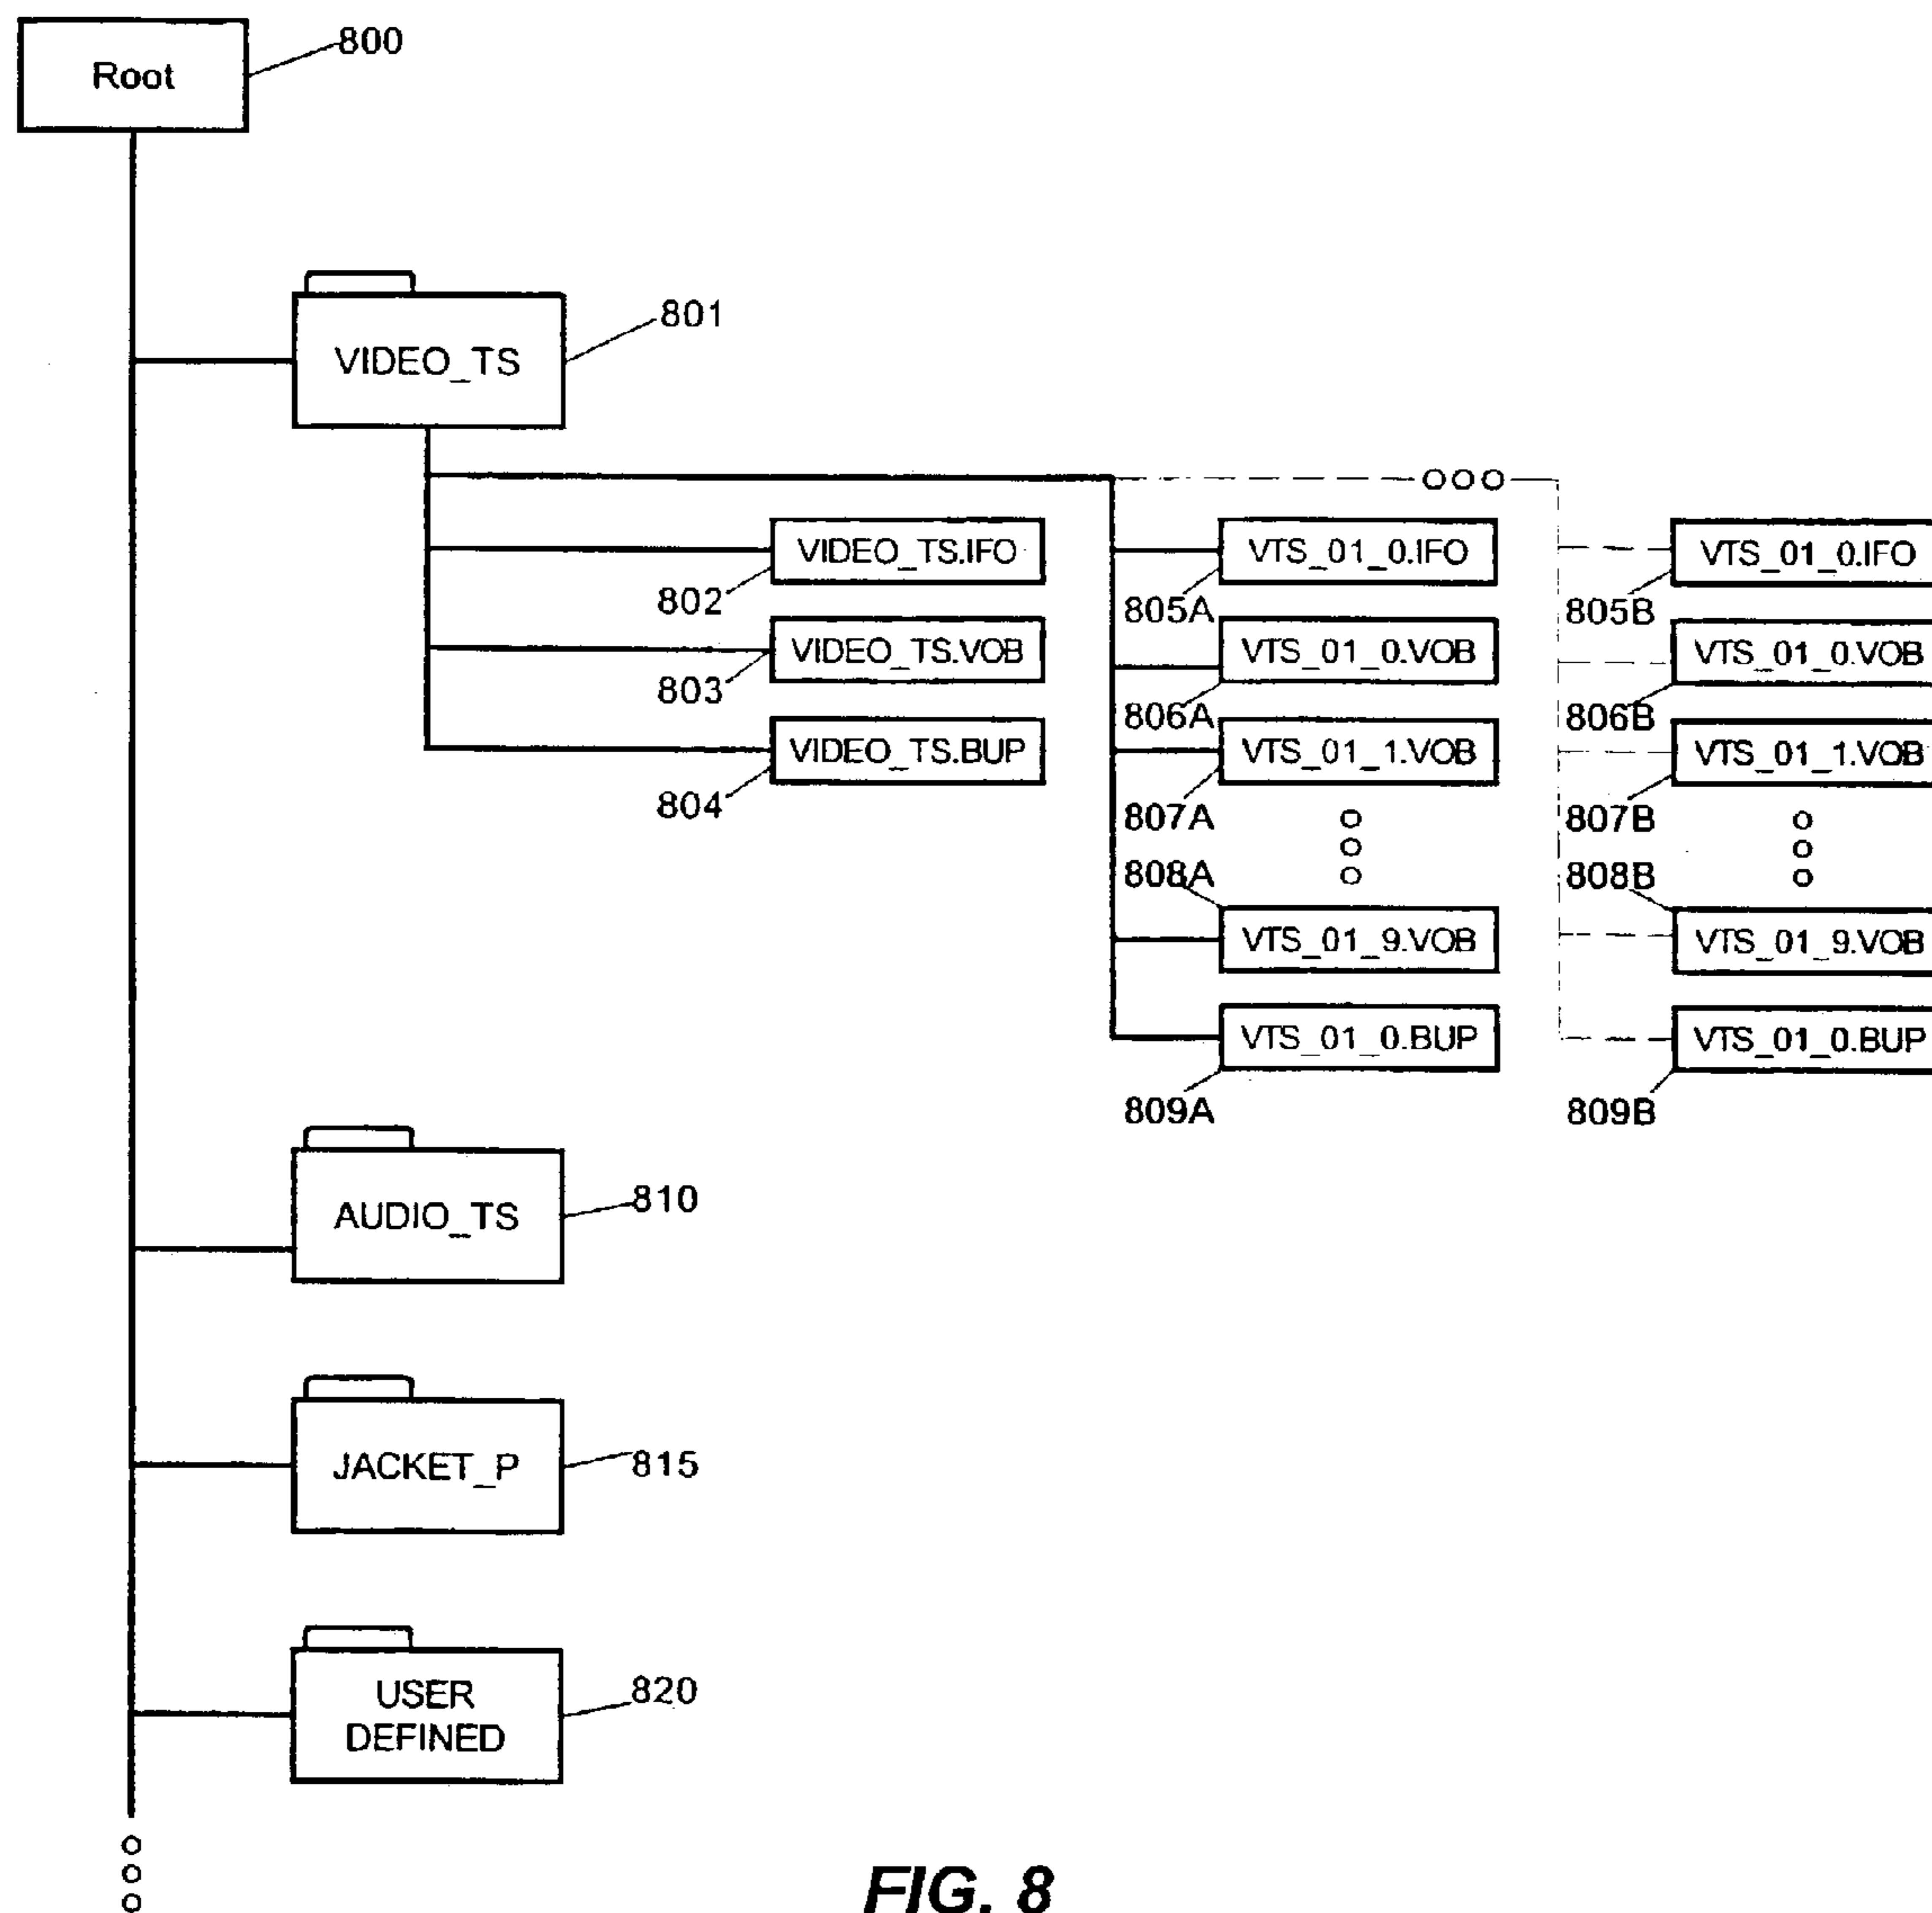 Root
800
VIDEO_TS
801
VIDEO_TS.IFO
802
VIDEO_TS.VOB
803
VIDEO_TS.BUP
804
VTS_01_0.IFO
805A
VTS_01_0.VOB
806A
VTS_01_1.VOB
807A
808A
VTS_01_9.VOB
VTS_01_0.BUP
809A
VTS_01_0.IFO
805B
VTS_01_0.VOB
806B
VTS_01_1.VOB
807B
808B
VTS_01_9.VOB
VTS_01_0.BUP
809B
AUDIO_TS
810
JACKET_P
815
USER
DEFINED
820
FIG. 8